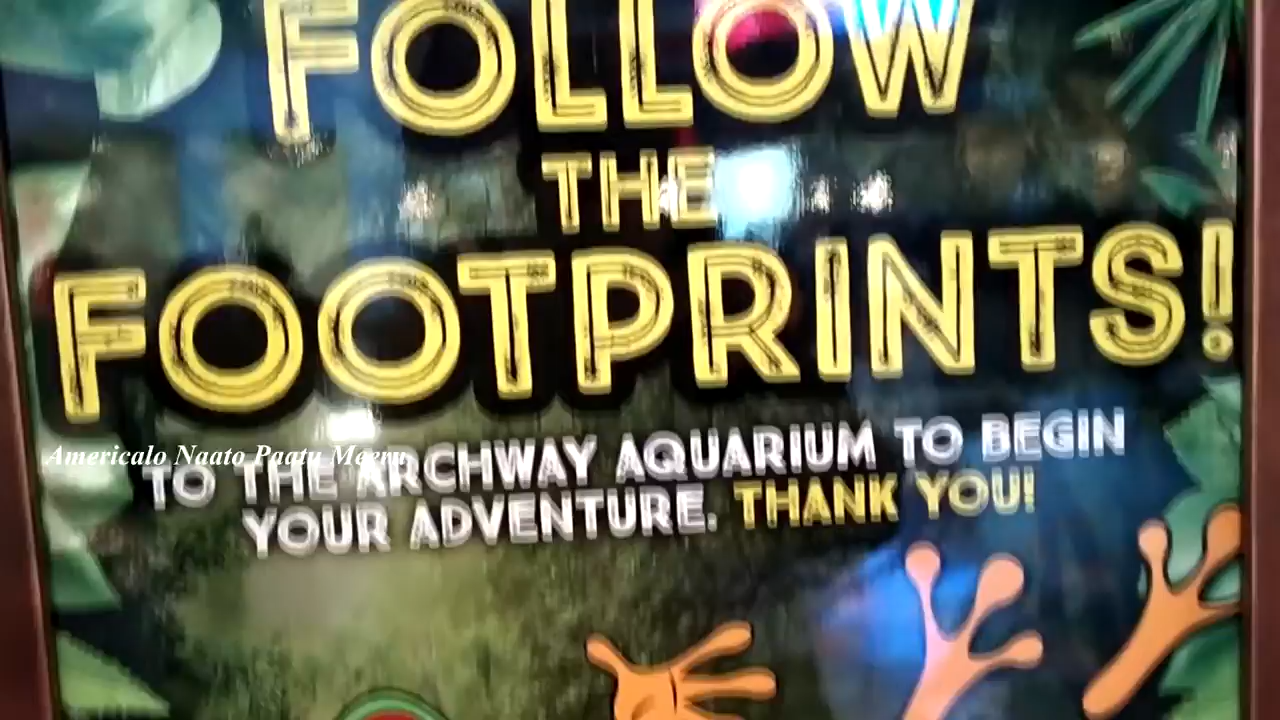 FOLLOW
THE
FOOTPRINTS!
Americalo Naato Paatu Meeru
TO THE ARCHWAY AQUARIUM TO BEGIN
YOUR ADVENTURE. THANK YOU!